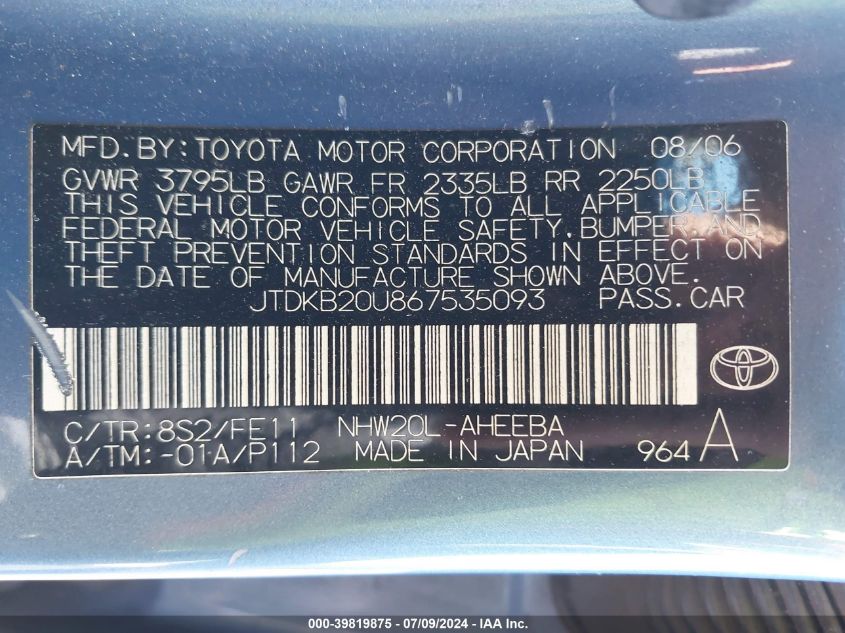 MFD.BY:TOYOTA MOTOR CORPORATION 08/06
GVWR 3795LB GAWR FR 2335LB RR 2250LB
THIS VEHICLE CONFORMS TO ALL APPLICABLE
FEDERAL MOTOR VEHICLE SAFETY,BUMPER,AND
THEFT PREVENTION STANDARDS IN EFFECT ON
THE DATE OF MANUFACTURE SHOWN ABOVE.
JTDKB20U867535093 PASS.CAR
C/TR:8S2/FE11 NHW20L-AHEEBA
A/TM:-01A/P112 MADE IN JAPAN 964 A
000-39819875 - 07/09/2024 - IAA Inc.